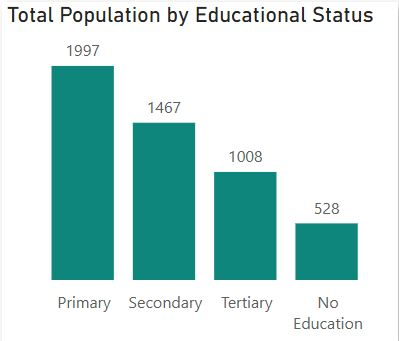 Total Population by Educational Status
1997
1467
1008
528
Primary
Secondary
Tertiary
No
Education